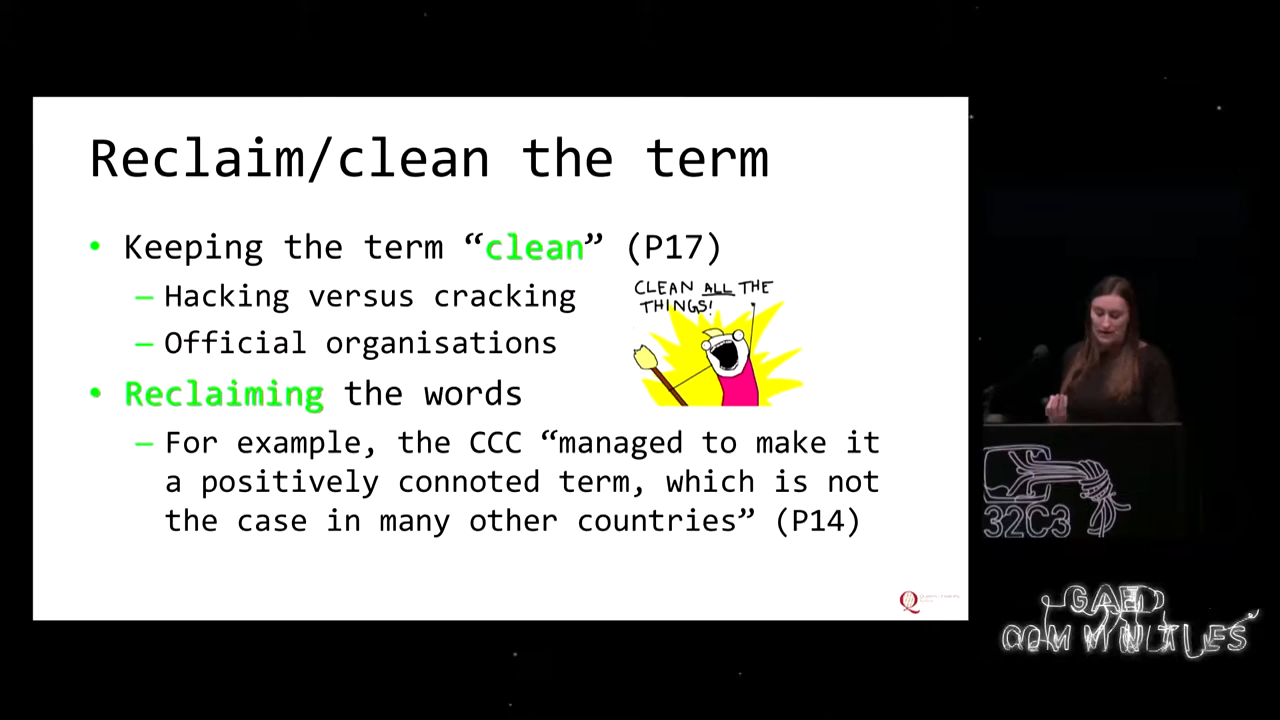 Reclaim/clean the term
• Keeping the term “clean” (P17)
– Hacking versus cracking
– Official organisations
CLEAN ALL THE
THINGS!
• Reclaiming the words
– For example, the CCC “managed to make it
a positively connoted term, which is not
the case in many other countries” (P14)
32C3
GATED
COMMUNITIES